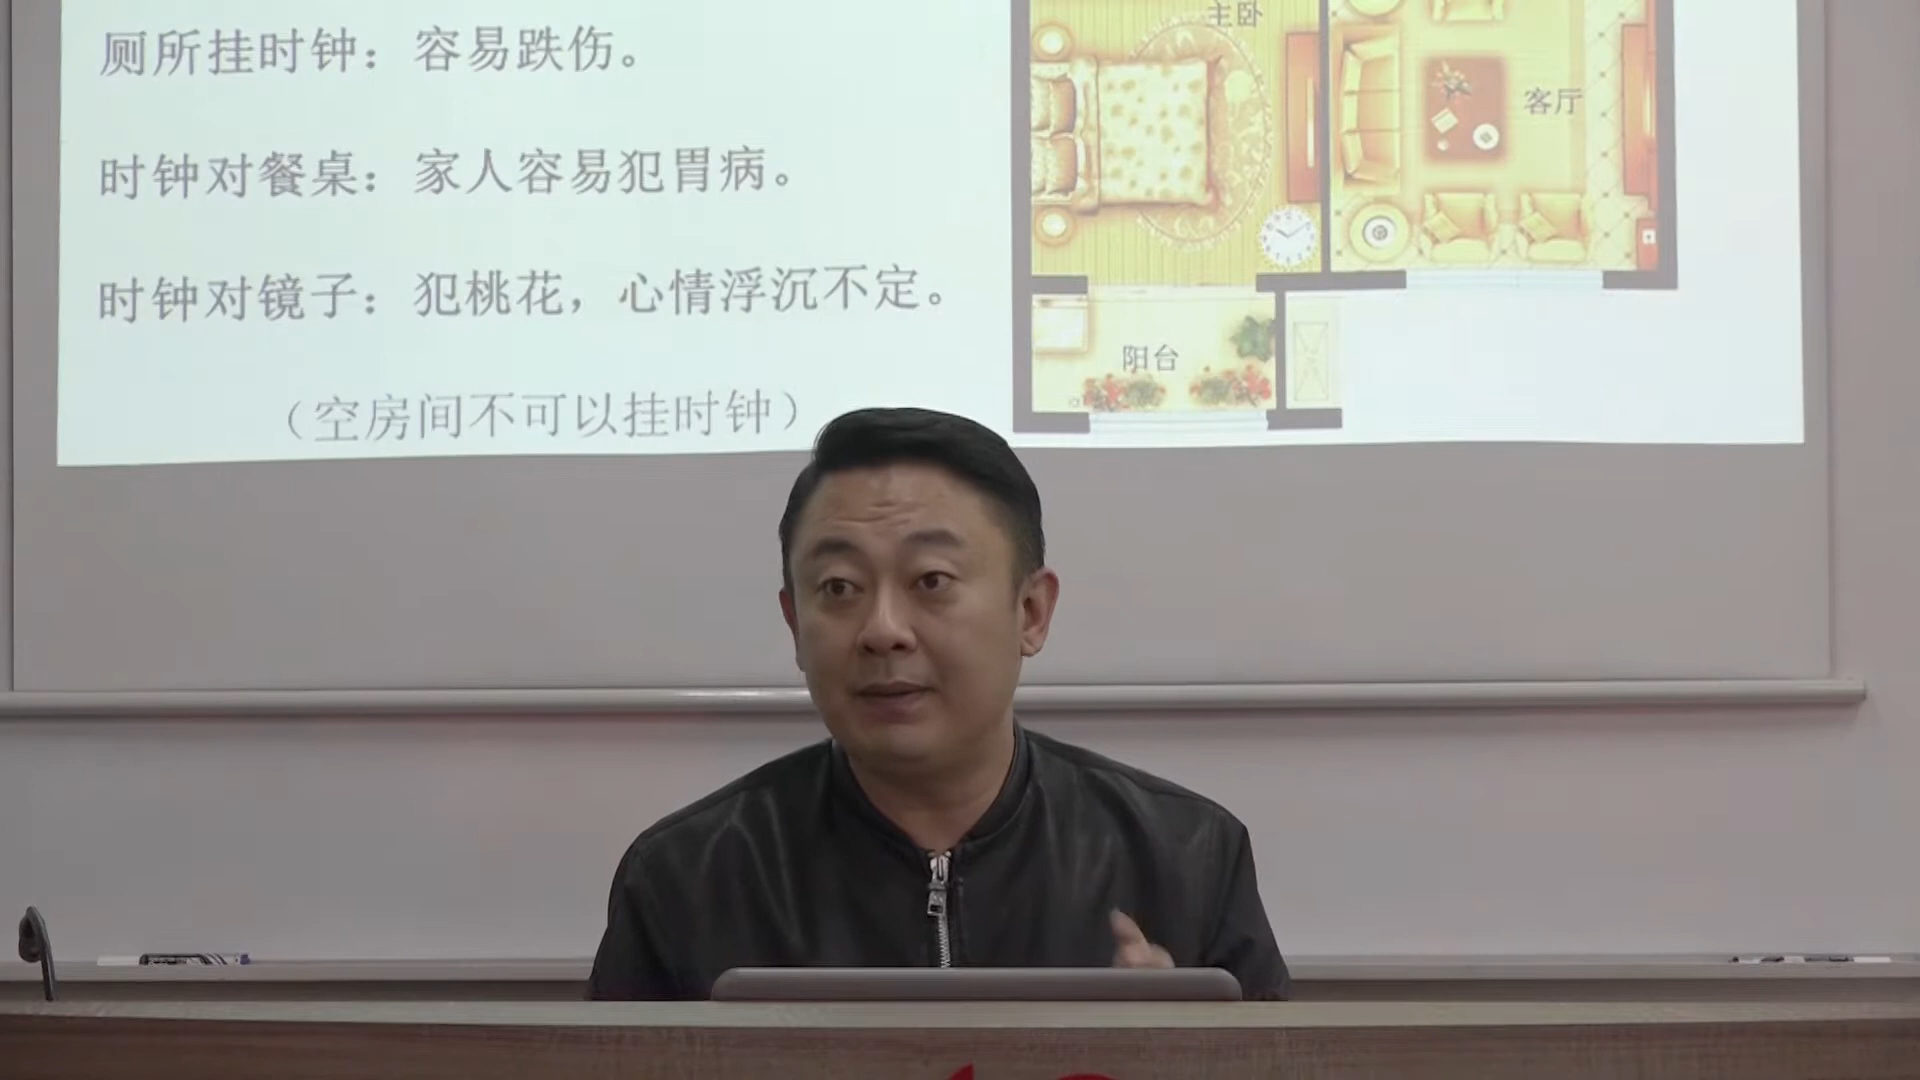 厕所挂时钟：容易跌伤。
时钟对餐桌：家人容易犯胃病。
时钟对镜子：犯桃花，心情浮沉不定。
（空房间不可以挂时钟）
主卧
客厅
阳台